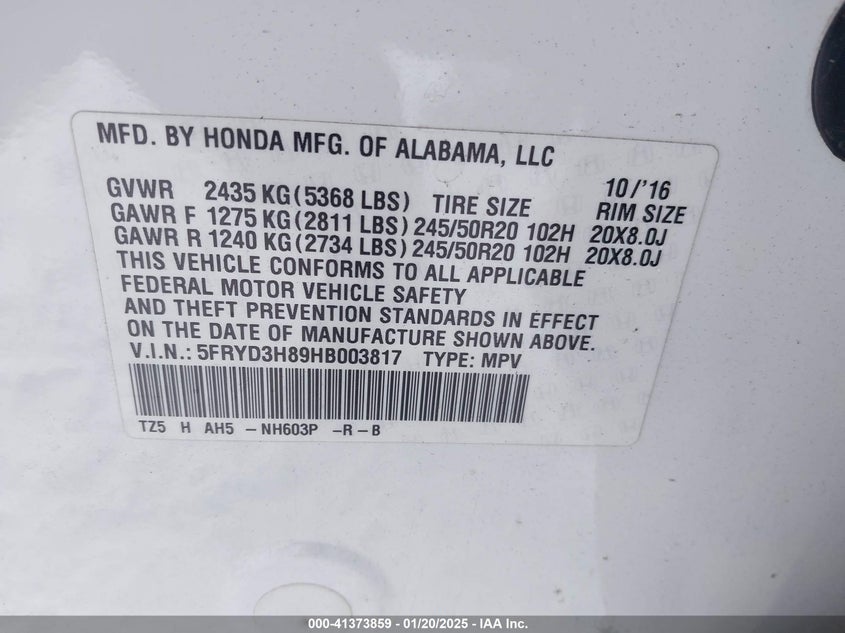 MFD. BY HONDA MFG. OF ALABAMA, LLC
10/'16
GVWR 2435 KG(5368 LBS) TIRE SIZE RIM SIZE
GAWR F 1275 KG(2811 LBS) 245/50R20 102H 20X8.0J
GAWR R 1240 KG(2734 LBS) 245/50R20 102H 20X8.0J
THIS VEHICLE CONFORMS TO ALL APPLICABLE
FEDERAL MOTOR VEHICLE SAFETY
AND THEFT PREVENTION STANDARDS IN EFFECT
ON THE DATE OF MANUFACTURE SHOWN ABOVE.
V.I.N.: 5FRYD3H89HB003817 TYPE: MPV
TZ5 H AH5 -NH603P -R-B
000-41373859 - 01/20/2025 - IAA Inc.